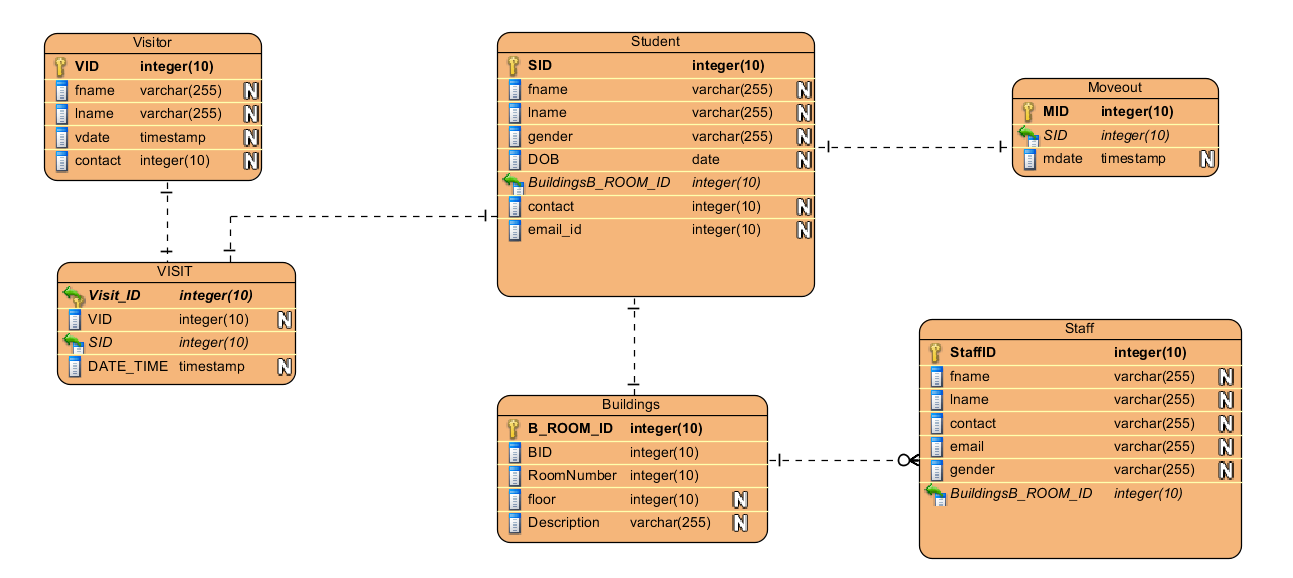 Visitor
VID integer(10)
fname varchar(255) N
lname varchar(255) N
vdate timestamp N
contact integer(10) N
Student
SID integer(10)
fname varchar(255) N
lname varchar(255) N
gender varchar(255) N
DOB date N
BuildingsB_ROOM_ID integer(10)
contact integer(10) N
email_id integer(10) N
Moveout
MID integer(10)
SID integer(10)
mdate timestamp N
VISIT
Visit_ID integer(10)
VID integer(10) N
SID integer(10)
DATE_TIME timestamp N
Buildings
B_ROOM_ID integer(10)
BID integer(10)
RoomNumber integer(10)
floor integer(10) N
Description varchar(255) N
Staff
StaffID integer(10)
fname varchar(255) N
lname varchar(255) N
contact varchar(255) N
email varchar(255) N
gender varchar(255) N
BuildingsB_ROOM_ID integer(10)